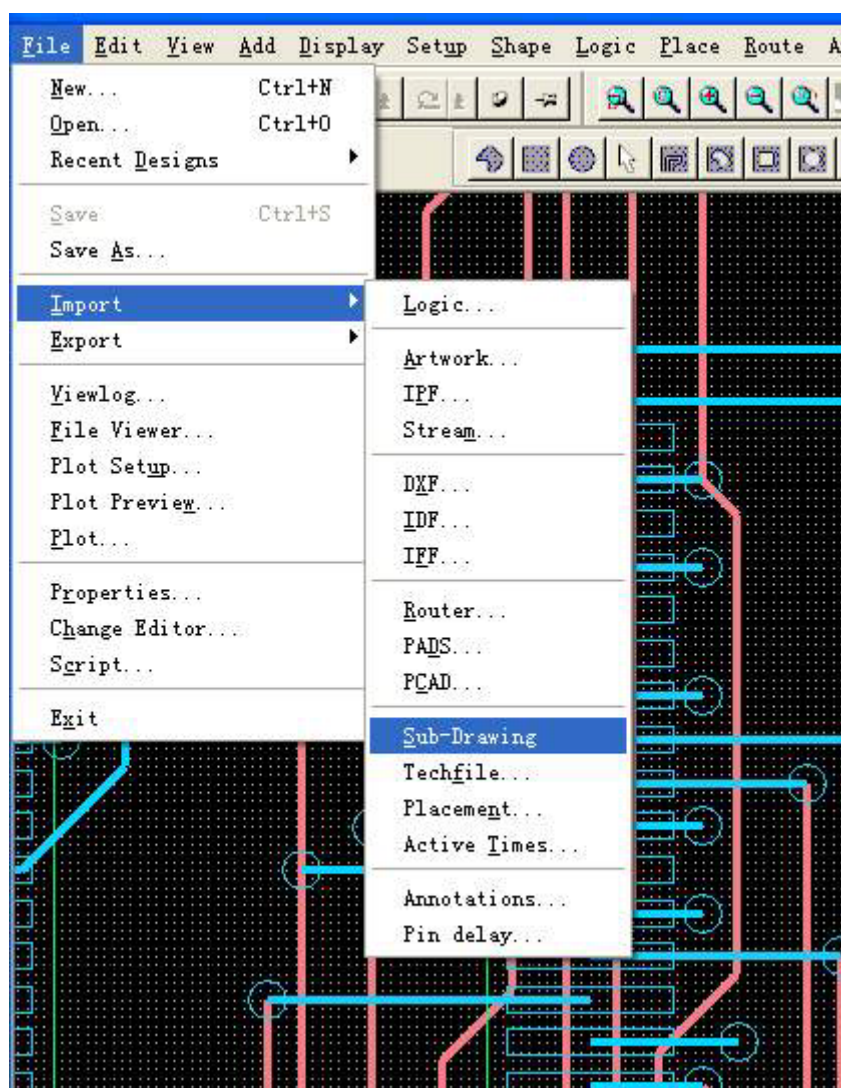 File Edit View Add Display Setup Shape Logic Place Route A
New... Ctrl+N
Open... Ctrl+O
Recent Designs
Save Ctrl+S
Save As...
Import
Export
Viewlog...
File Viewer...
Plot Setup...
Plot Preview...
Plot...
Properties...
Change Editor...
Script...
Exit
Logic...
Artwork...
IPF...
Stream...
DXF...
IDF...
IFF...
Router...
PADS...
PCAD...
Sub-Drawing
Techfile...
Placement...
Active Times...
Annotations...
Pin delay...